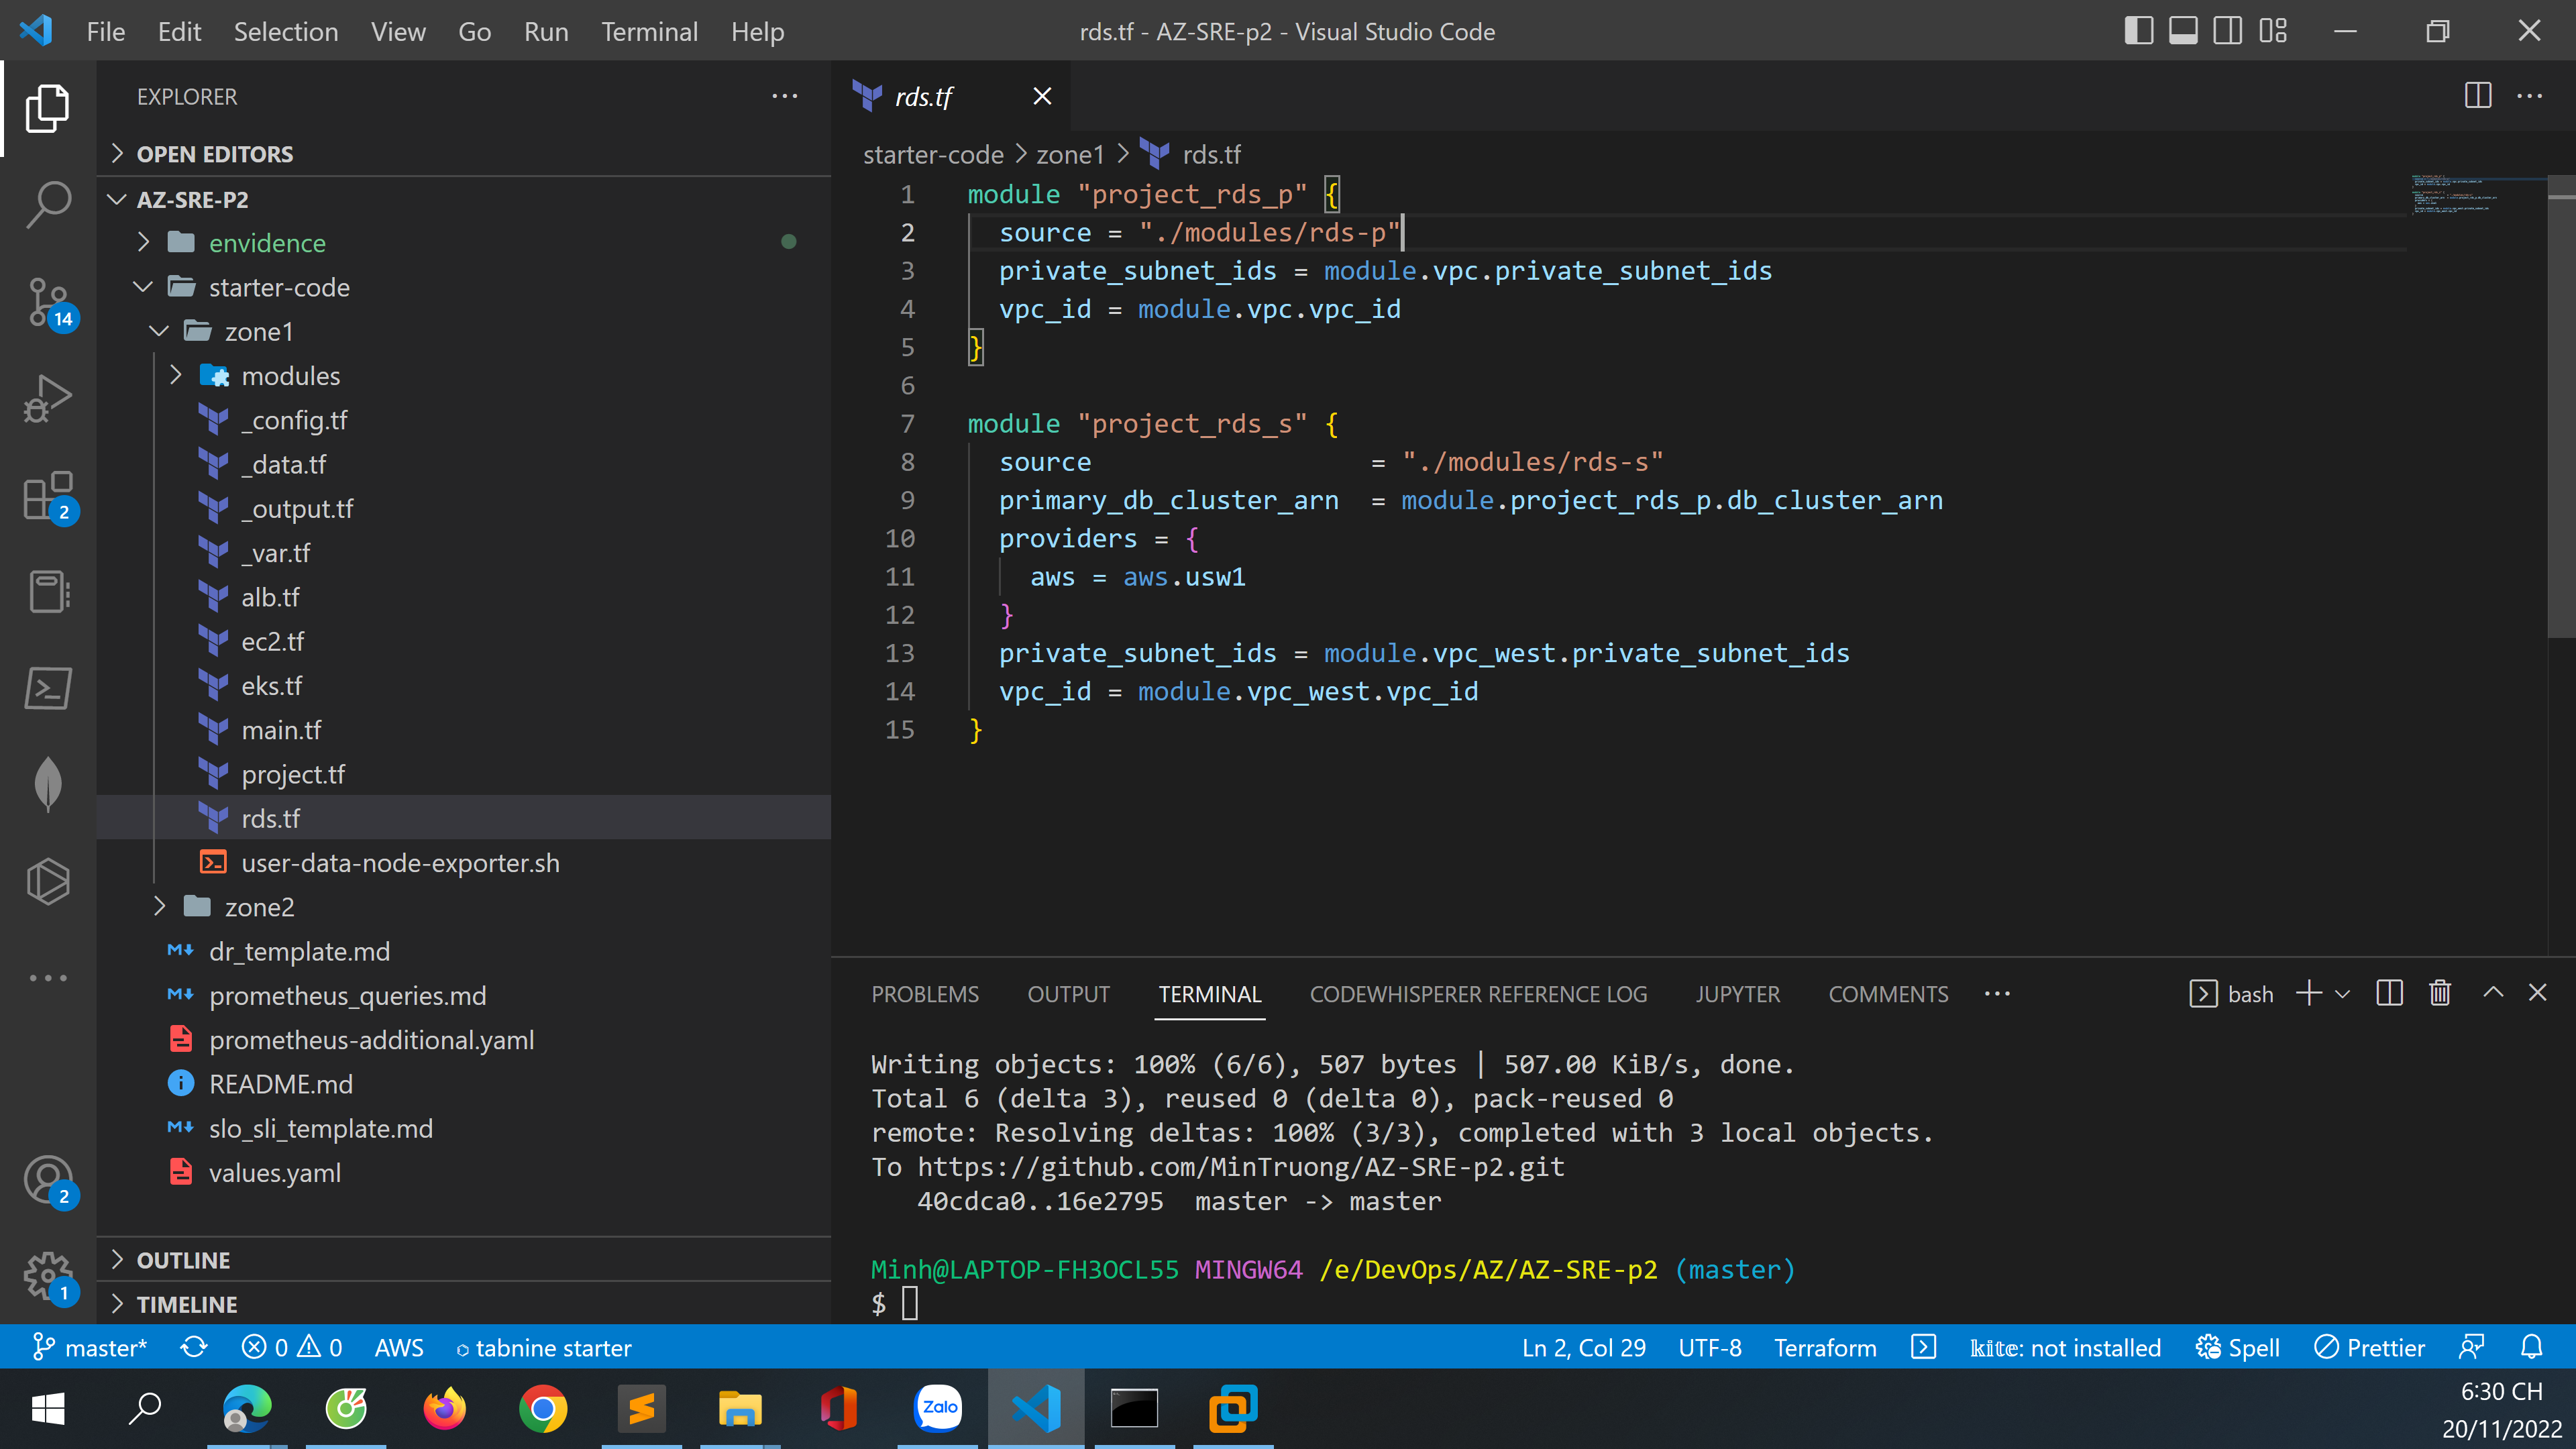 File Edit Selection View Go Run Terminal Help
rds.tf - AZ-SRE-p2 - Visual Studio Code
EXPLORER
OPEN EDITORS
AZ-SRE-P2
envidence
starter-code
zone1
modules
_config.tf
_data.tf
_output.tf
_var.tf
alb.tf
ec2.tf
eks.tf
main.tf
project.tf
rds.tf
user-data-node-exporter.sh
zone2
dr_template.md
prometheus_queries.md
prometheus-additional.yaml
README.md
slo_sli_template.md
values.yaml
OUTLINE
TIMELINE
14
2
2
1
rds.tf
starter-code > zone1 > rds.tf
1 module "project_rds_p" {
2 source = "./modules/rds-p"
3 private_subnet_ids = module.vpc.private_subnet_ids
4 vpc_id = module.vpc.vpc_id
5 }
6
7 module "project_rds_s" {
8 source = "./modules/rds-s"
9 primary_db_cluster_arn = module.project_rds_p.db_cluster_arn
10 providers = {
11 aws = aws.usw1
12 }
13 private_subnet_ids = module.vpc_west.private_subnet_ids
14 vpc_id = module.vpc_west.vpc_id
15 }
PROBLEMS OUTPUT TERMINAL CODEWHISPERER REFERENCE LOG JUPYTER COMMENTS
bash
Writing objects: 100% (6/6), 507 bytes | 507.00 KiB/s, done.
Total 6 (delta 3), reused 0 (delta 0), pack-reused 0
remote: Resolving deltas: 100% (3/3), completed with 3 local objects.
To https://github.com/MinTruong/AZ-SRE-p2.git
40cdca0..16e2795 master -> master
Minh@LAPTOP-FH3OCL55 MINGW64 /e/DevOps/AZ/AZ-SRE-p2 (master)
$
master* 0 0 AWS tabnine starter
Ln 2, Col 29 UTF-8 Terraform kite: not installed Spell Prettier
Zalo
6:30 CH
20/11/2022